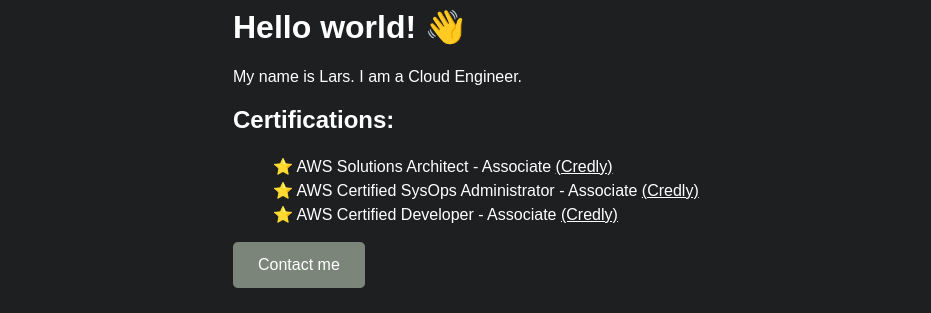 Hello world! 👋
My name is Lars. I am a Cloud Engineer.
Certifications:
⭐ AWS Solutions Architect - Associate (Credly)
⭐ AWS Certified SysOps Administrator - Associate (Credly)
⭐ AWS Certified Developer - Associate (Credly)
Contact me